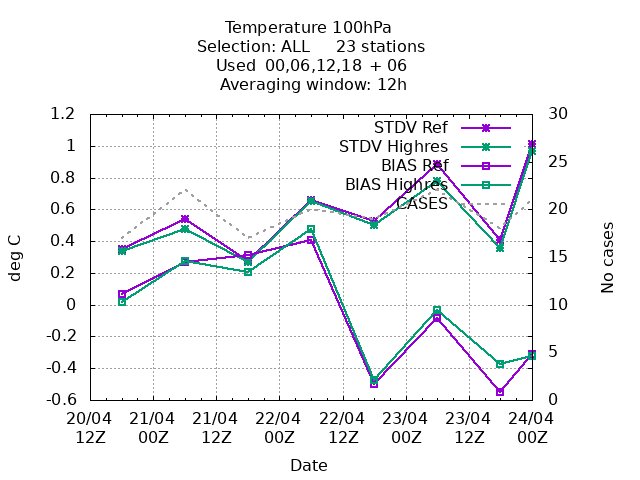 Temperature 100hPa
Selection: ALL 23 stations
Used 00,06,12,18 + 06
Averaging window: 12h
1.2
1
0.8
0.6
0.4
0.2
0
-0.2
-0.4
-0.6
deg C
30
25
20
15
10
5
0
No cases
STDV Ref
STDV Highres
BIAS Ref
BIAS Highres
CASES
20/04 21/04 21/04 22/04 22/04 23/04 23/04 24/04
12Z 00Z 12Z 00Z 12Z 00Z 12Z 00Z
Date